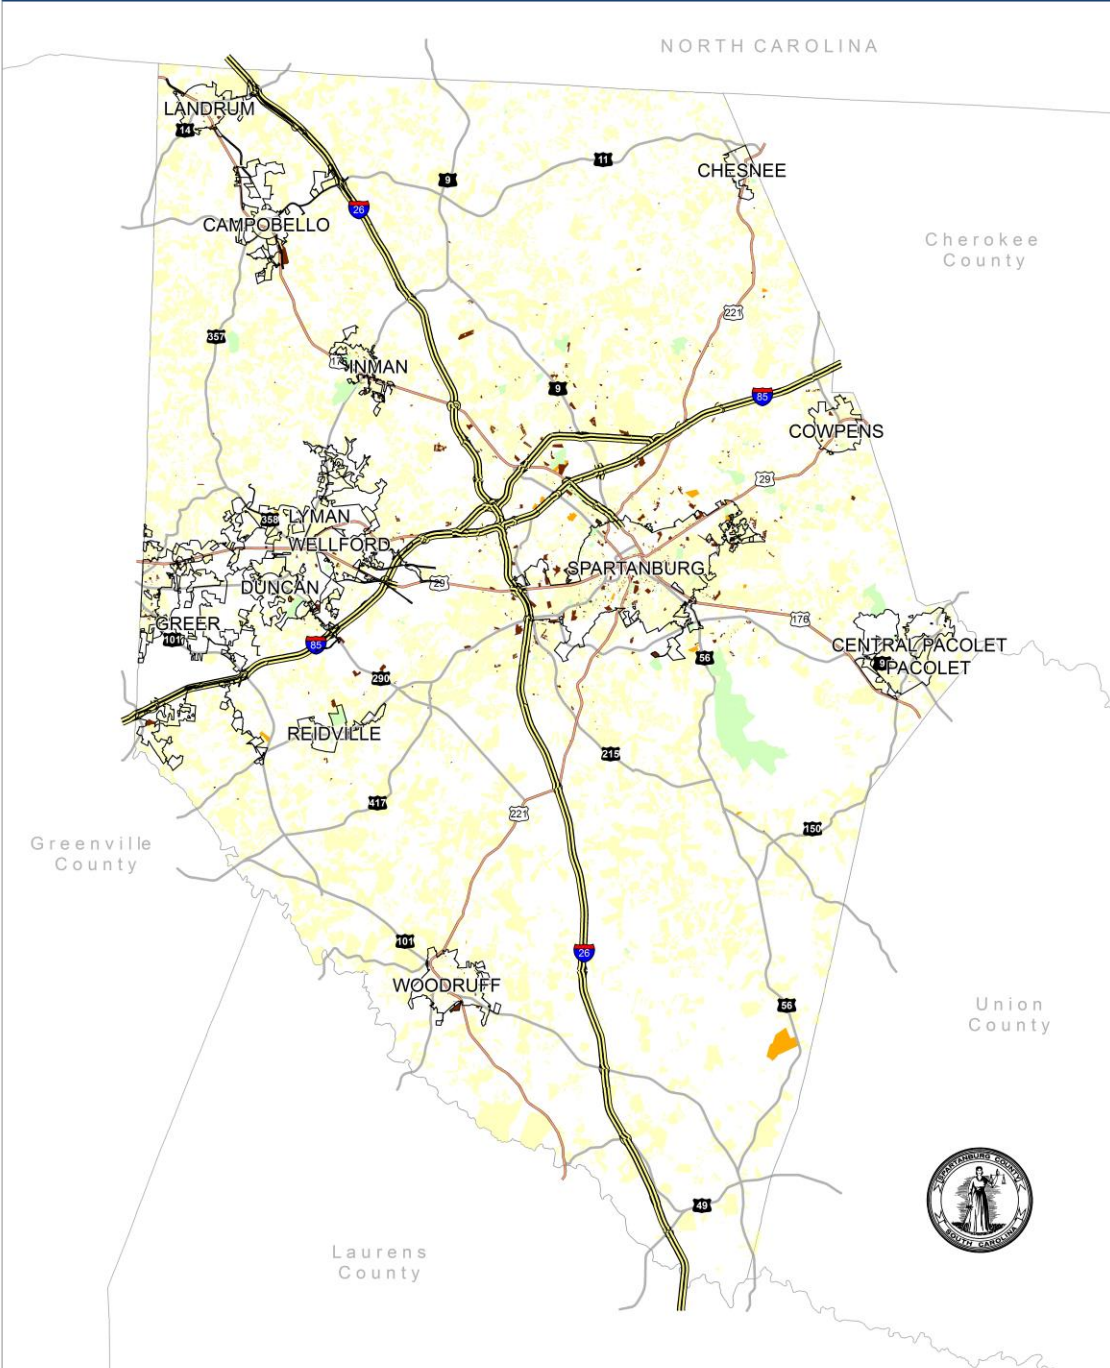 NORTH CAROLINA
LANDRUM
14
11
CHESNEE
9
26
CAMPOBELLO
Cherokee
County
221
357
176
INMAN
9
85
COWPENS
29
358
LYMAN
WELLFORD
SPARTANBURG
29
DUNCAN
GREER
101
176
85
CENTRAL PACOLET
9
PACOLET
56
290
REIDVILLE
215
417
221
150
Greenville
County
101
26
WOODRUFF
56
Union
County
SPARTANBURG COUNTY
SOUTH CAROLINA
49
Laurens
County